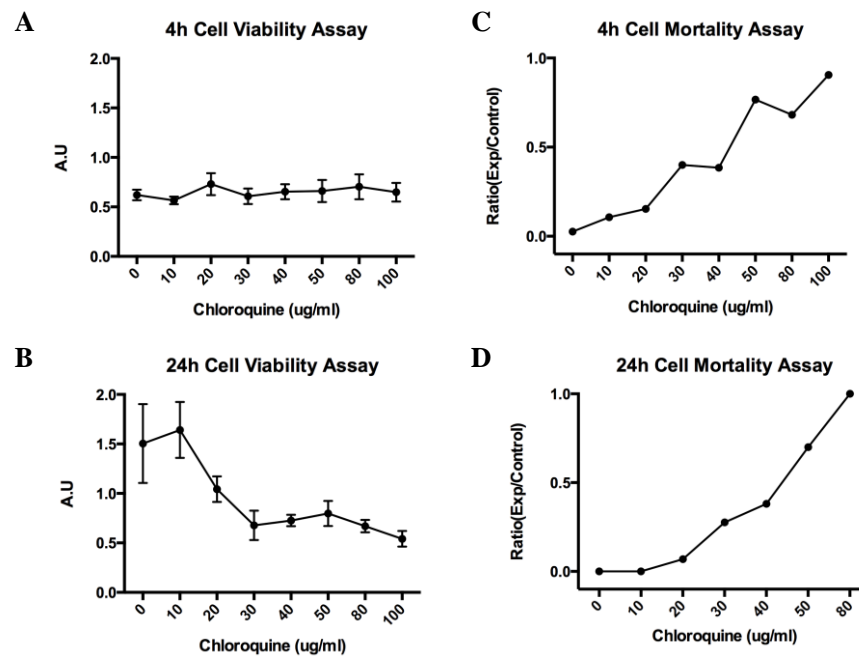 A
4h Cell Viability Assay
2.0
1.5
1.0
0.5
0.0
A.U
0 10 20 30 40 50 80 100
Chloroquine (ug/ml)
B
24h Cell Viability Assay
2.0
1.5
1.0
0.5
0.0
A.U
0 10 20 30 40 50 80 100
Chloroquine (ug/ml)
C
4h Cell Mortality Assay
1.0
0.5
0.0
Ratio(Exp/Control)
0 10 20 30 40 50 80 100
Chloroquine (ug/ml)
D
24h Cell Mortality Assay
1.0
0.5
0.0
Ratio(Exp/Control)
0 10 20 30 40 50 80
Chloroquine (ug/ml)